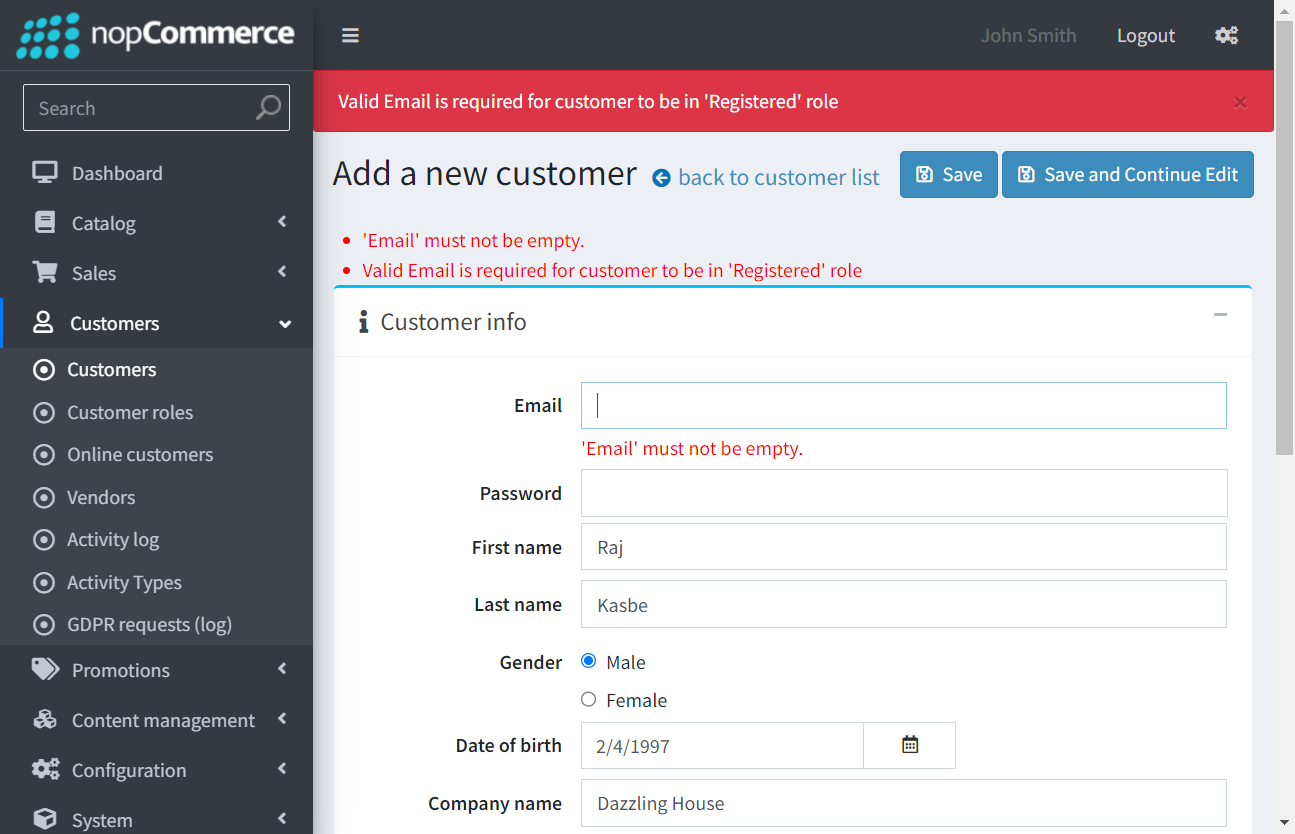 nopCommerce
John Smith
Logout
Valid Email is required for customer to be in 'Registered' role
×
Search
Dashboard
Catalog
Sales
Customers
Customers
Customer roles
Online customers
Vendors
Activity log
Activity Types
GDPR requests (log)
Promotions
Content management
Configuration
System
Add a new customer
back to customer list
Save
Save and Continue Edit
'Email' must not be empty.
Valid Email is required for customer to be in 'Registered' role
Customer info
Email
'Email' must not be empty.
Password
First name
Raj
Last name
Kasbe
Gender
Male
Female
Date of birth
2/4/1997
Company name
Dazzling House